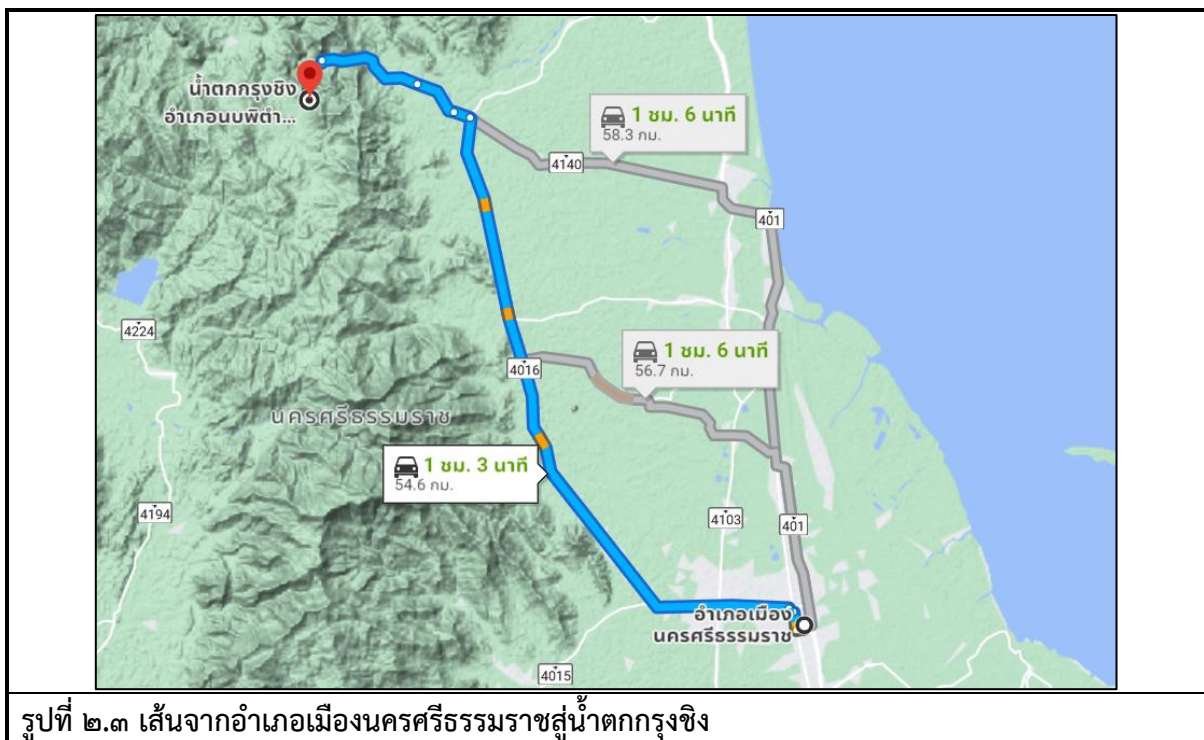 น้ำตกกรุงชิง
อำเภอนบพิตำ...
1 ชม. 6 นาที
58.3 กม.
4140
401
4224
1 ชม. 6 นาที
56.7 กม.
4016
นครศรีธรรมราช
1 ชม. 3 นาที
54.6 กม.
4194
4103
401
อำเภอเมือง
นครศรีธรรมราช
4015
รูปที่ ๒.๓ เส้นจากอำเภอเมืองนครศรีธรรมราชสู่น้ำตกกรุงชิง